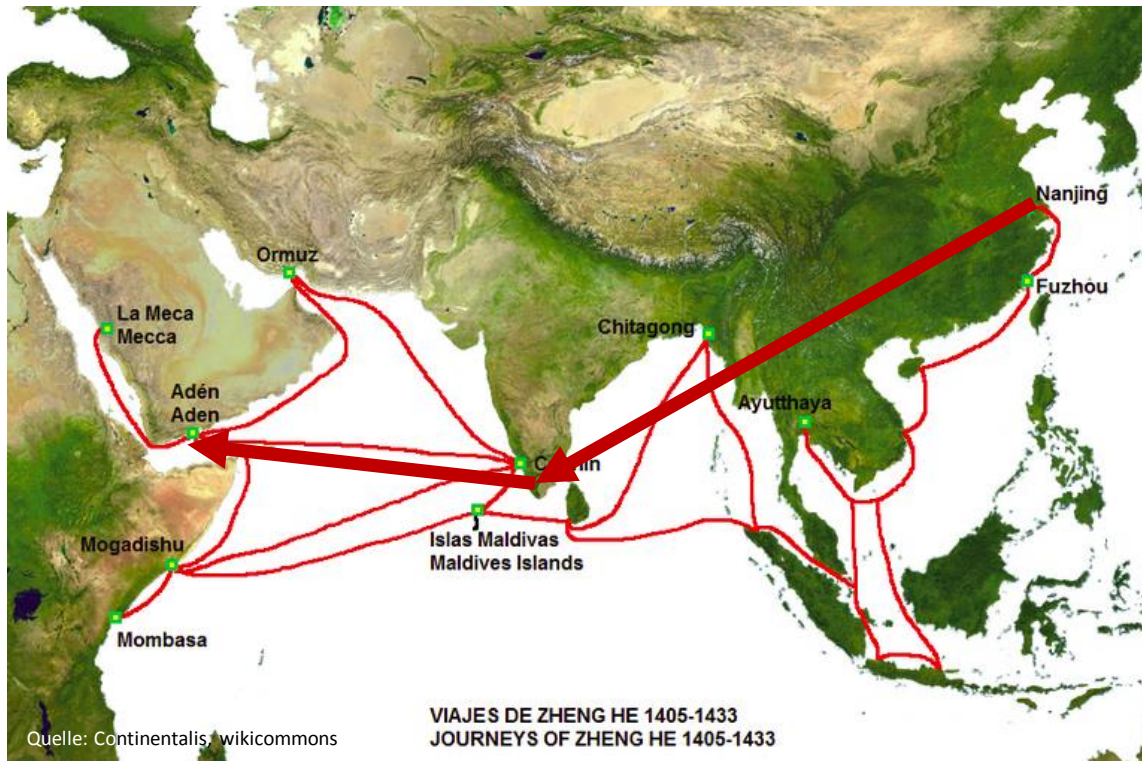 Nanjing
Ormuz
Fuzhou
La Meca
Mecca
Chitagong
Adén
Aden
Ayutthaya
Islas Maldivas
Maldives Islands
Mogadishu
Mombasa
VIAJES DE ZHENG HE 1405-1433
JOURNEYS OF ZHENG HE 1405-1433
Quelle: Continentalis, wikicommons